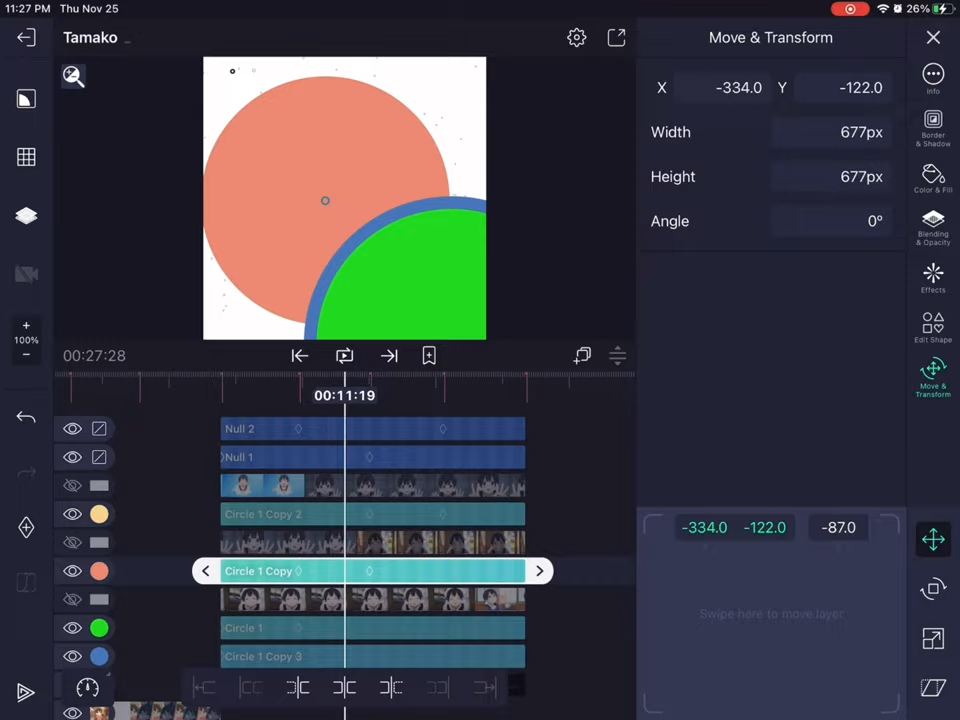 11:27 PM Thu Nov 25
26%
Tamako
Move & Transform
X -334.0 Y -122.0
Width 677px
Height 677px
Angle 0°
Info
Border
& Shadow
Color & Fill
Blending
& Opacity
Effects
Edit Shape
Move &
Transform
+
100%
−
00:27:28
00:11:19
Null 2
Null 1
Circle 1 Copy 2
Circle 1 Copy
Circle 1
Circle 1 Copy 3
-334.0 -122.0 -87.0
Swipe here to move layer